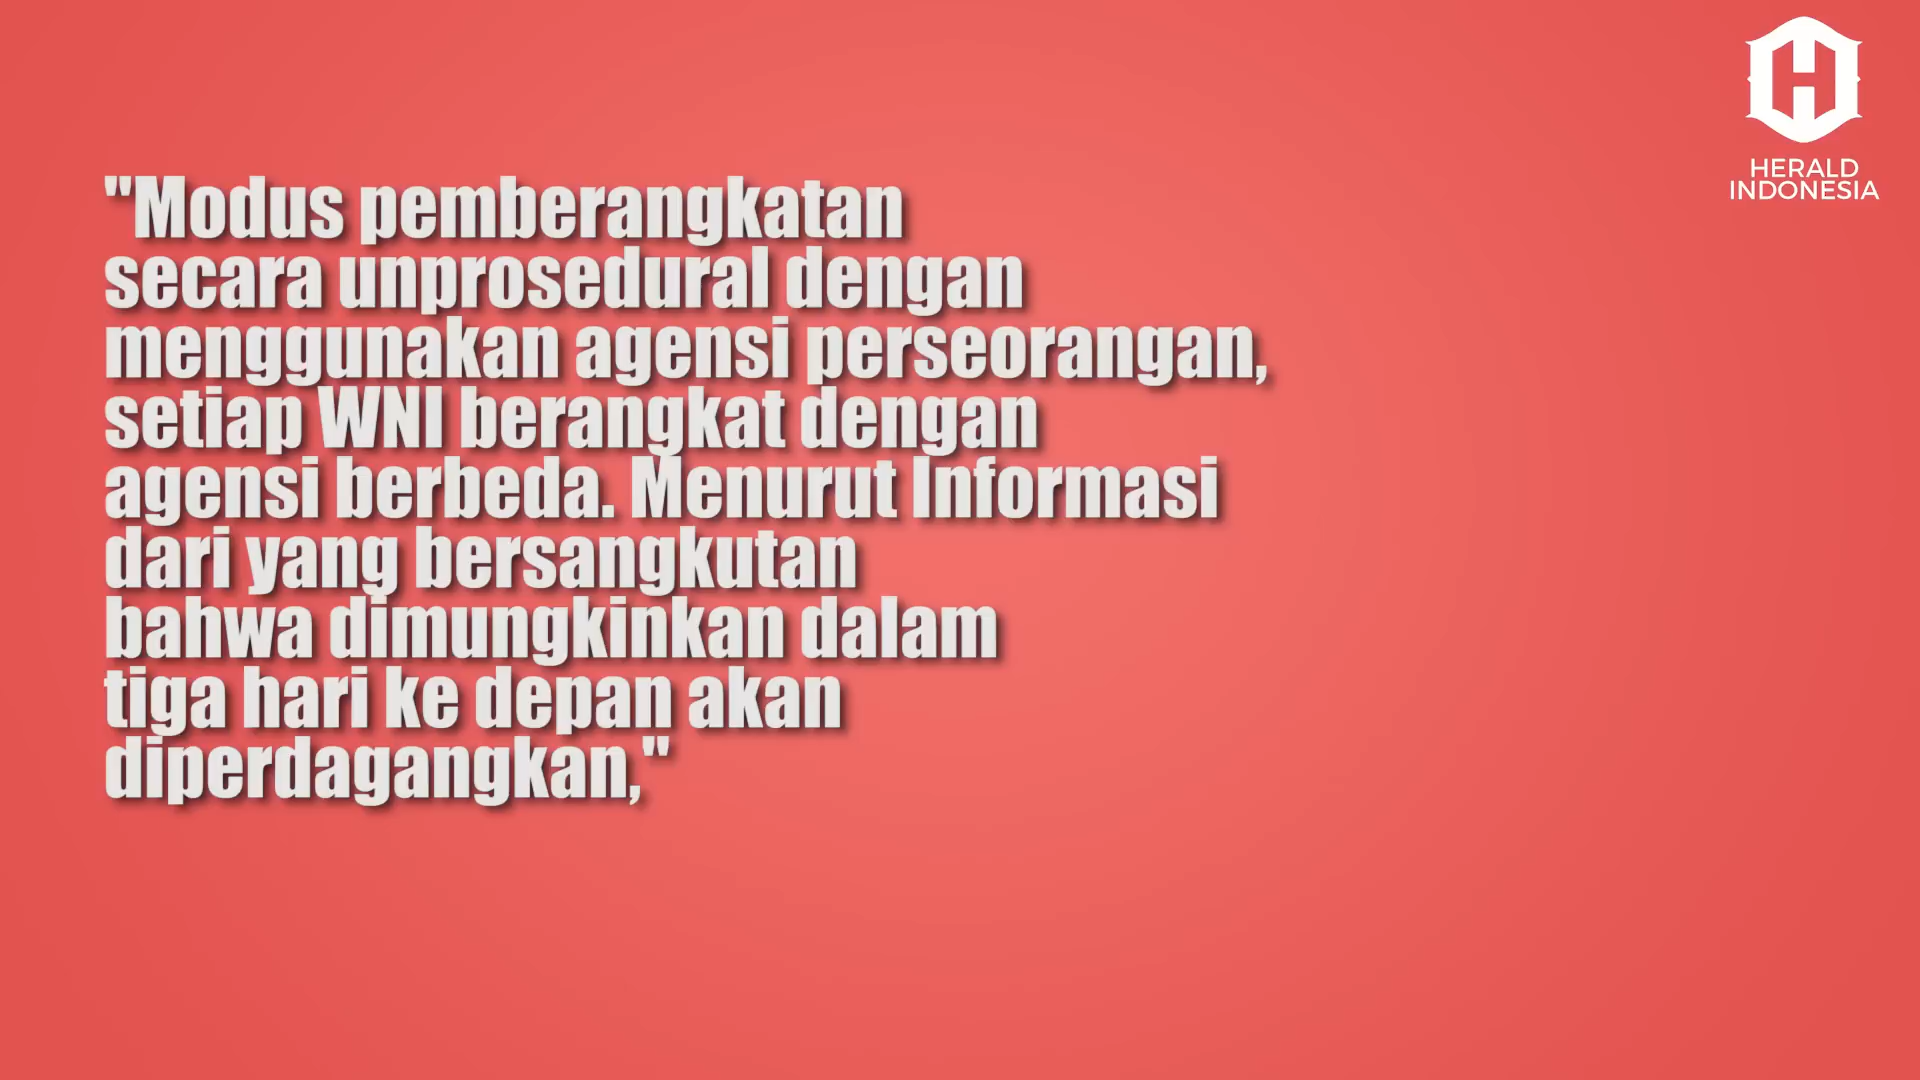 "Modus pemberangkatan
secara unprosedural dengan
menggunakan agensi perseorangan,
setiap WNI berangkat dengan
agensi berbeda. Menurut Informasi
dari yang bersangkutan
bahwa dimungkinkan dalam
tiga hari ke depan akan
diperdagangkan,"
HERALD
INDONESIA